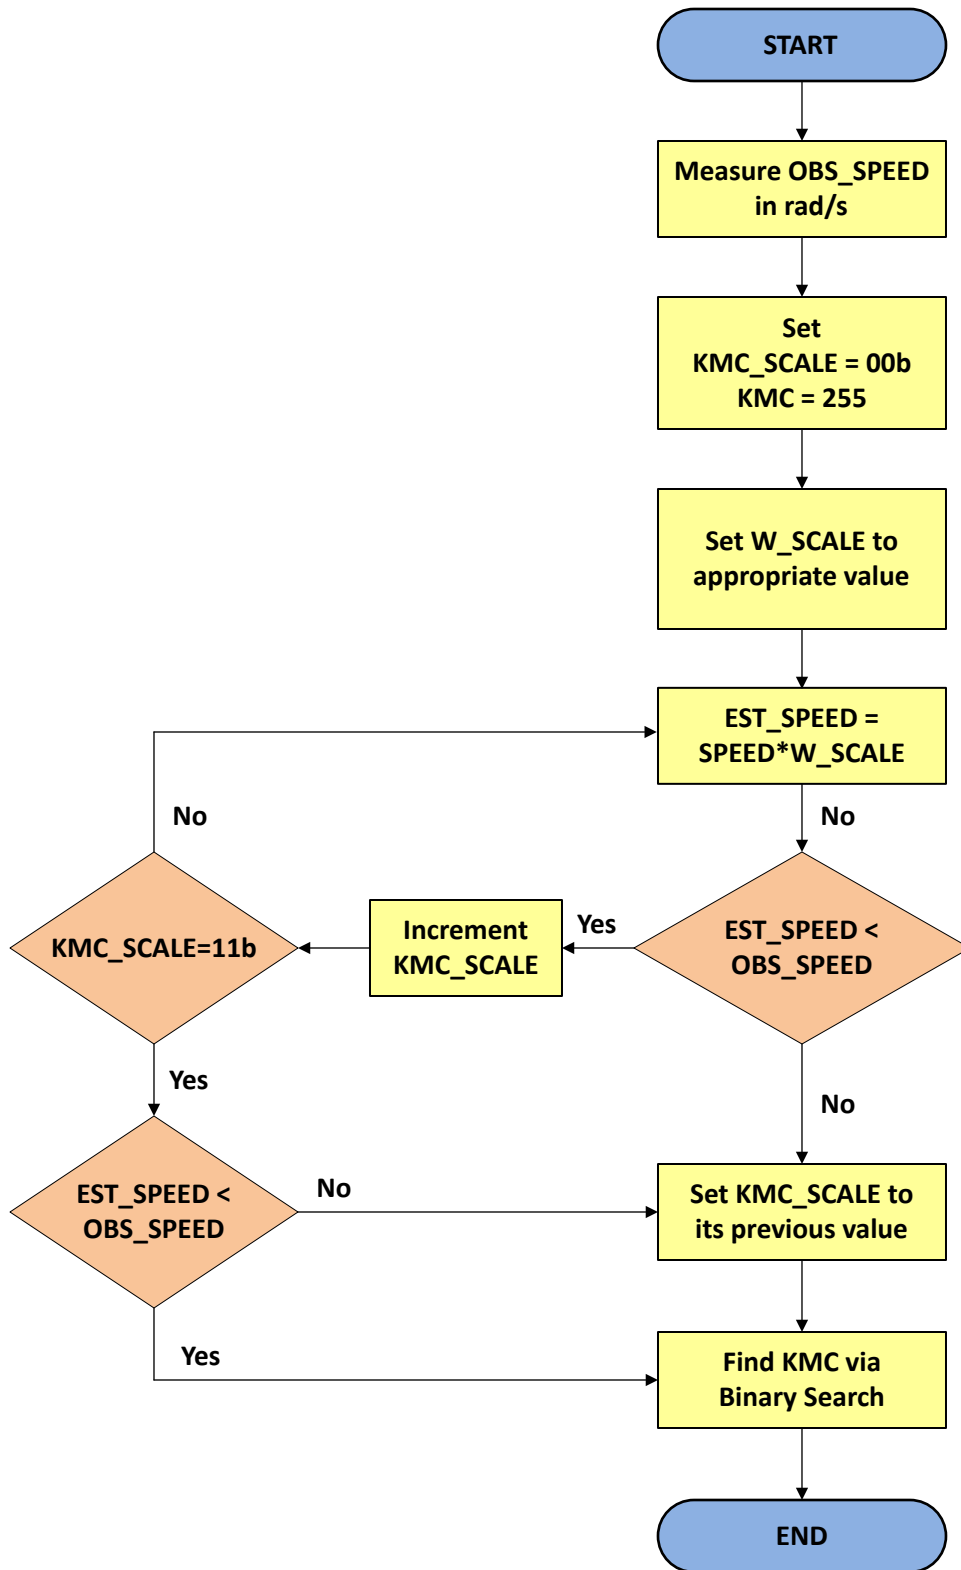 START
Measure OBS_SPEED
in rad/s
Set
KMC_SCALE = 00b
KMC = 255
Set W_SCALE to
appropriate value
EST_SPEED =
SPEED*W_SCALE
No
No
EST_SPEED <
OBS_SPEED
Yes
Increment
KMC_SCALE
KMC_SCALE=11b
Yes
No
EST_SPEED <
OBS_SPEED
No
Set KMC_SCALE to
its previous value
Yes
Find KMC via
Binary Search
END